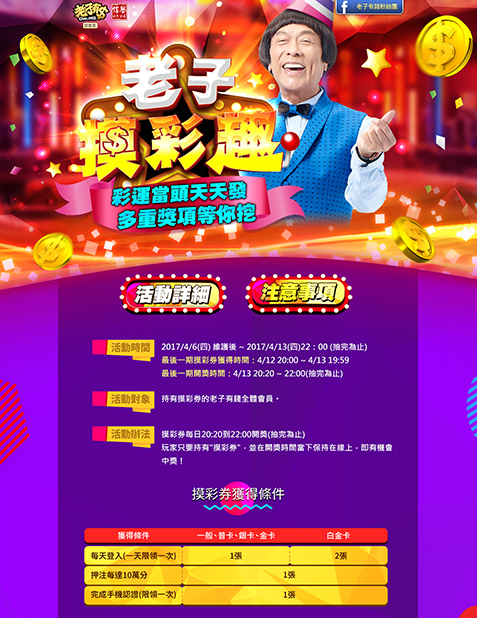 老子有錢
老子有錢粉絲團
老子
摸彩趣
彩運當頭天天發
多重獎項等你挖
活動詳細
注意事項
活動時間
2017/4/6(四) 維護後 ~ 2017/4/13(四)22：00 (抽完為止)
最後一期摸彩券獲得時間：4/12 20:00 ~ 4/13 19:59
最後一期開獎時間：4/13 20:20 ~ 22:00(抽完為止)
活動對象
持有摸彩券的老子有錢全體會員。
活動辦法
摸彩券每日20:20到22:00開獎(抽完為止)
玩家只要持有"摸彩券"，並在開獎時間當下保持在線上，即有機會
中獎！
摸彩券獲得條件
獲得條件
一般、普卡、銀卡、金卡
白金卡
每天登入(一天限領一次)
1張
2張
押注每達10萬分
1張
完成手機認證(限領一次)
1張